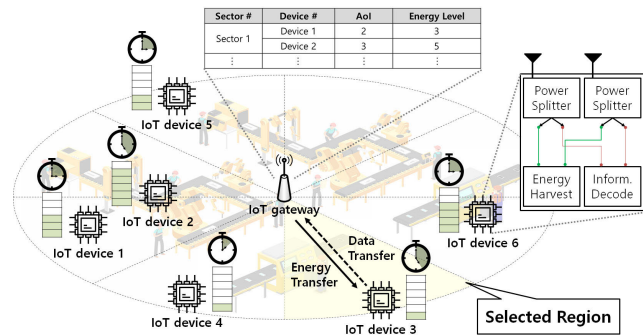 Sector # Device # AoI Energy Level
Sector 1 Device 1 2 3
Device 2 3 5
⋮ ⋮ ⋮ ⋮
Power Splitter
Power Splitter
Energy Harvest
Inform. Decode
IoT device 5
IoT device 2
IoT device 1
IoT gateway
IoT device 6
Data Transfer
Energy Transfer
IoT device 4
IoT device 3
Selected Region